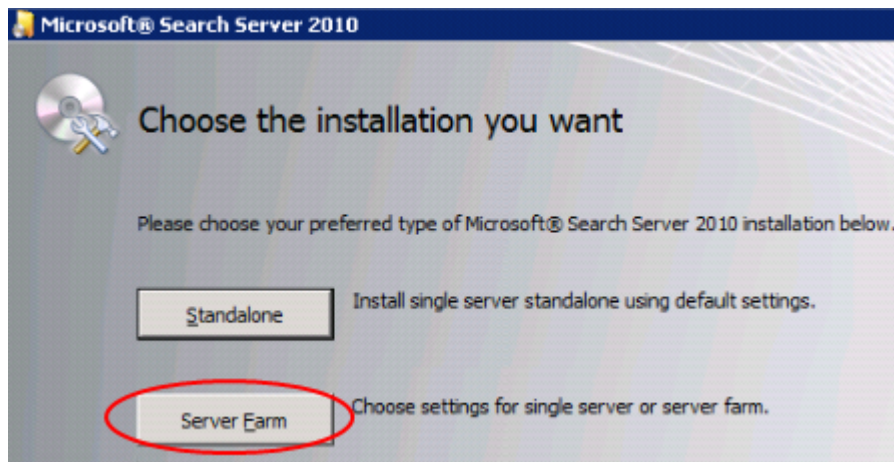 Microsoft® Search Server 2010
Choose the installation you want
Please choose your preferred type of Microsoft® Search Server 2010 installation below.
Standalone
Install single server standalone using default settings.
Server Farm
Choose settings for single server or server farm.